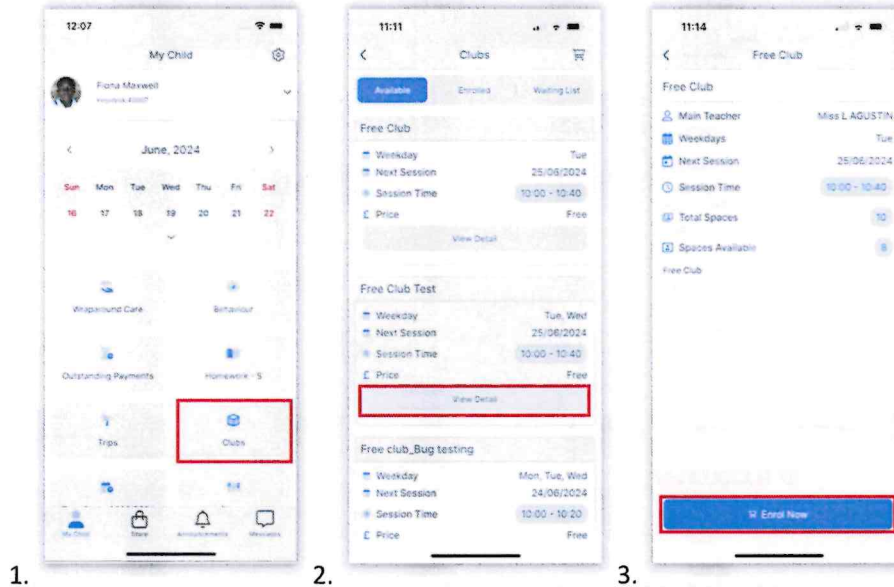 12:07
My Child
Fiona Maxwell
June, 2024
Sun Mon Tue Wed Thu Fri Sat
16 17 18 19 20 21 22
Wraparound Care
Behaviour
Outstanding Payments
Homework - S
Trips
Clubs
My Child
Store
Announcements
Messages
1.
11:11
Clubs
Available
Enrolled
Waiting List
Free Club
Weekday Tue
Next Session 25/06/2024
Session Time 10:00 - 10:40
£ Price Free
View Detail
Free Club Test
Weekday Tue, Wed
Next Session 25/06/2024
Session Time 10:00 - 10:40
£ Price Free
View Detail
Free club_Bug testing
Weekday Mon, Tue, Wed
Next Session 24/06/2024
Session Time 10:00 - 10:20
£ Price Free
2.
11:14
Free Club
Free Club
Main Teacher Miss L AGUSTIN
Weekdays Tue
Next Session 25/06/2024
Session Time 10:00 - 10:40
Total Spaces 10
Spaces Available 8
Free Club
Enrol Now
3.